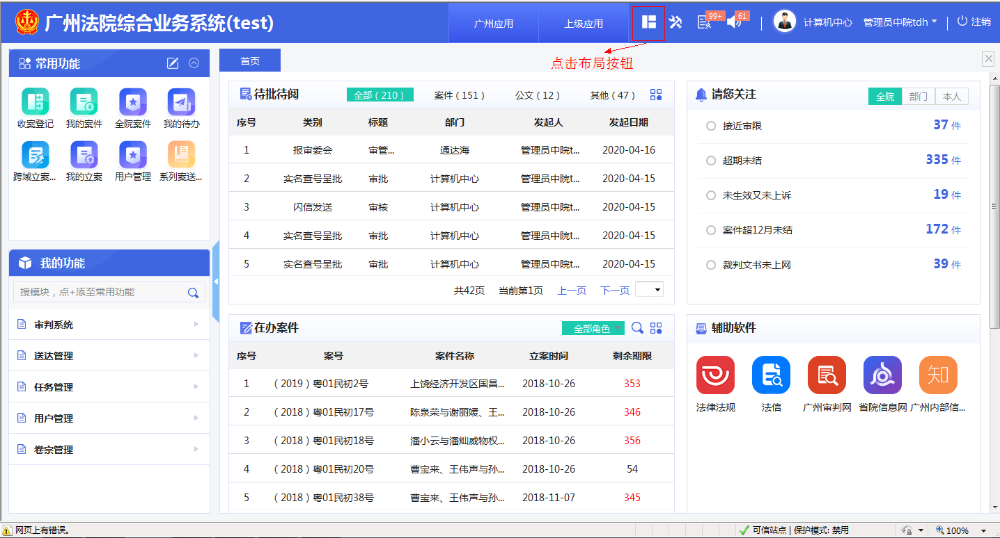 广州法院综合业务系统(test)
广州应用
上级应用
99+
61
计算机中心
管理员中院tdh
注销
点击布局按钮
常用功能
收案登记 我的案件 全院案件 我的待办
跨域立案... 我的立案 用户管理 系列案送...
我的功能
搜模块，点+添至常用功能
审判系统
送达管理
任务管理
用户管理
卷宗管理
首页
待批待阅 全部（210） 案件（151） 公文（12） 其他（47）
序号 类别 标题 部门 发起人 发起日期
1 报审委会 审管... 通达海 管理员中院t... 2020-04-16
2 实名查号呈批 审批 计算机中心 管理员中院t... 2020-04-15
3 闪信发送 审核 计算机中心 管理员中院t... 2020-04-15
4 实名查号呈批 审批 计算机中心 管理员中院t... 2020-04-15
5 实名查号呈批 审批 计算机中心 管理员中院t... 2020-04-15
共42页 当前第1页 上一页 下一页
请您关注 全院 部门 本人
接近审限 37 件
超期未结 335 件
未生效又未上诉 19 件
案件超12月未结 172 件
裁判文书未上网 39 件
在办案件 全部角色
序号 案号 案件名称 立案时间 剩余期限
1 （2019）粤01民初2号 上饶经济开发区国昌... 2018-10-26 353
2 （2018）粤01民初17号 陈泉荣与谢丽媛、王... 2018-10-26 346
3 （2018）粤01民初18号 潘小云与潘灿威物权... 2018-10-26 356
4 （2018）粤01民初20号 曹宝来、王伟声与孙... 2018-10-26 54
5 （2018）粤01民初38号 曹宝来、王伟声与孙... 2018-11-07 345
辅助软件
知
法律法规 法信 广州审判网 省院信息网 广州内部信...
网页上有错误。
可信站点 | 保护模式: 禁用
100%